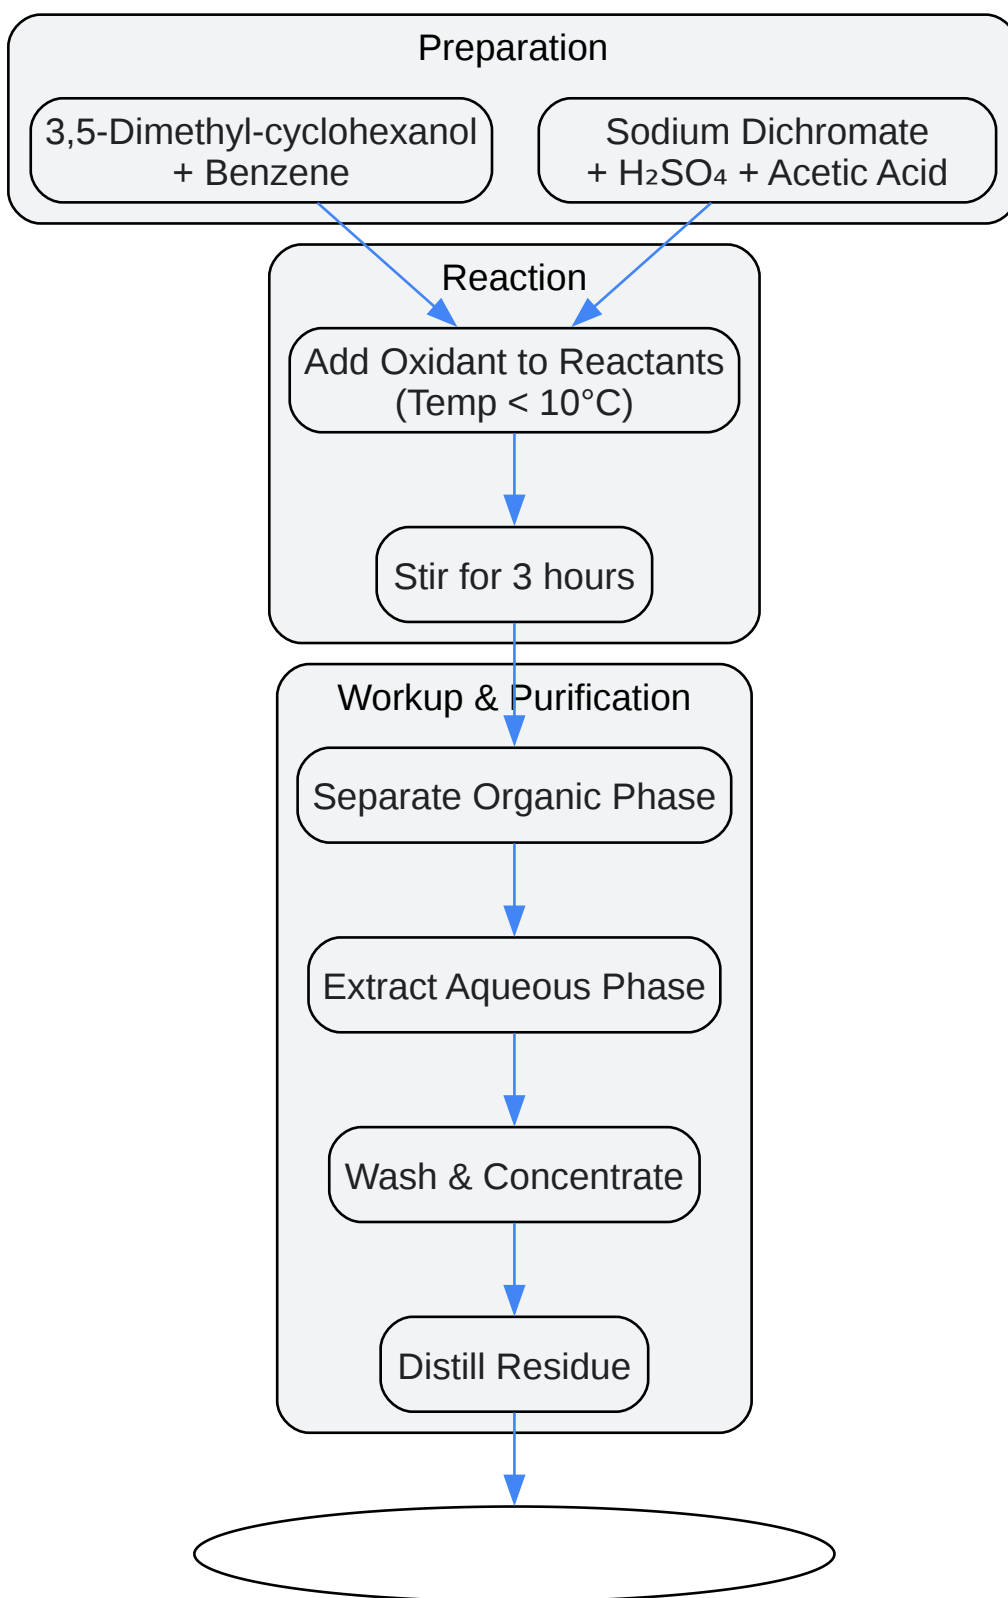 Preparation
3,5-Dimethyl-cyclohexanol
+ Benzene
Sodium Dichromate
+ H₂SO₄ + Acetic Acid
Reaction
Add Oxidant to Reactants
(Temp < 10°C)
Stir for 3 hours
Workup & Purification
Separate Organic Phase
Extract Aqueous Phase
Wash & Concentrate
Distill Residue